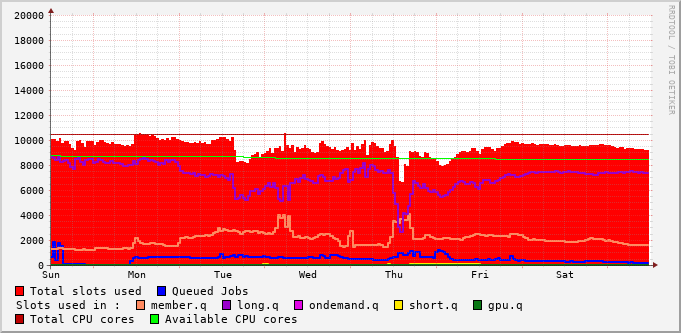 20000
18000
16000
14000
12000
10000
8000
6000
4000
2000
0
Sun Mon Tue Wed Thu Fri Sat
RRDTOOL / TOBI OETIKER
Total slots used Queued Jobs
Slots used in : member.q long.q ondemand.q short.q gpu.q
Total CPU cores Available CPU cores